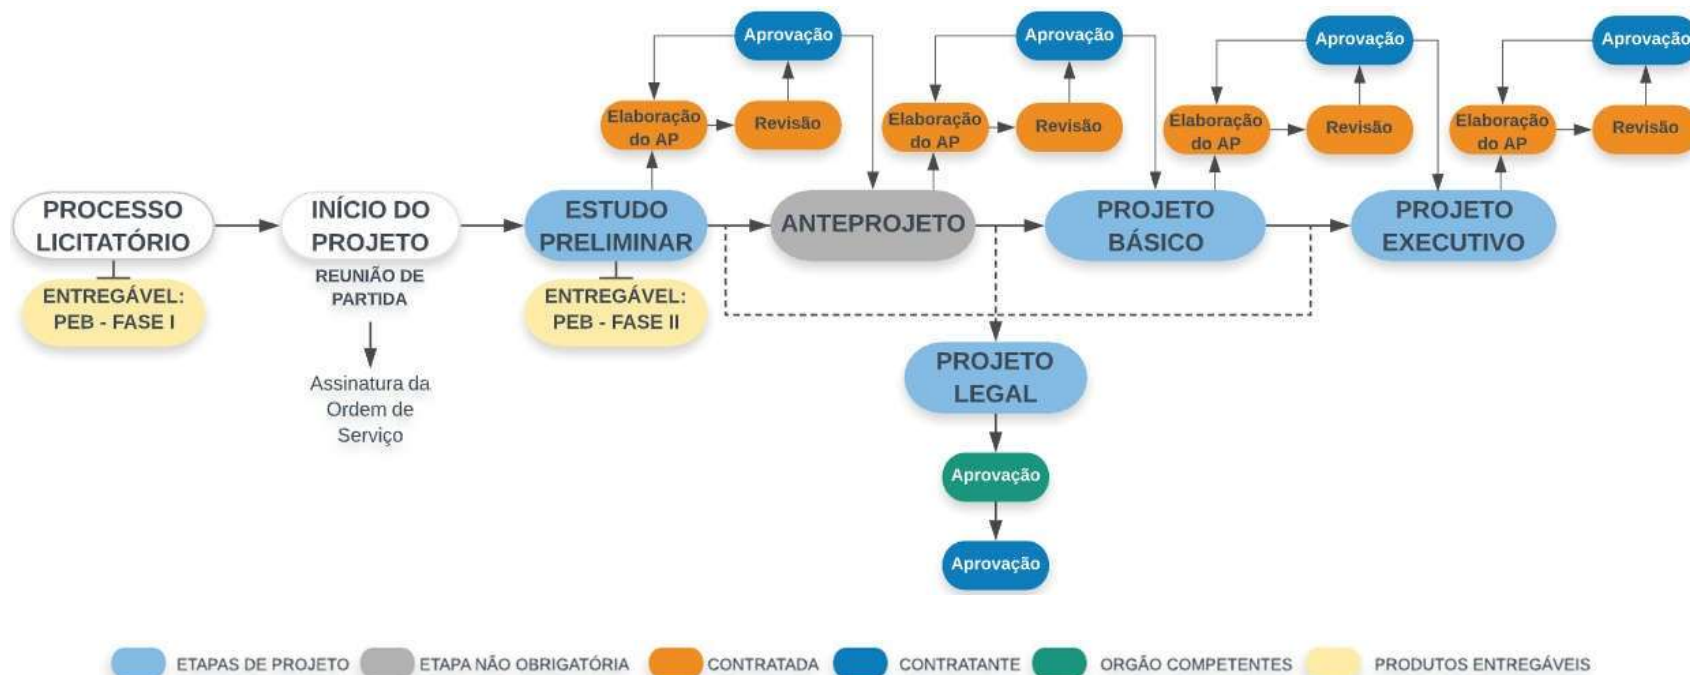 Aprovação
Aprovação
Aprovação
Aprovação
Elaboração
do AP
Revisão
Elaboração
do AP
Revisão
Elaboração
do AP
Revisão
Elaboração
do AP
Revisão
PROCESSO
LICITATÓRIO
INÍCIO DO
PROJETO
ESTUDO
PRELIMINAR
ANTEPROJETO
PROJETO
BÁSICO
PROJETO
EXECUTIVO
ENTREGÁVEL:
PEB - FASE I
REUNIÃO DE
PARTIDA
ENTREGÁVEL:
PEB - FASE II
Assinatura da
Ordem de
Serviço
PROJETO
LEGAL
Aprovação
Aprovação
ETAPAS DE PROJETO
ETAPA NÃO OBRIGATÓRIA
CONTRATADA
CONTRATANTE
ORGÃO COMPETENTES
PRODUTOS ENTREGÁVEIS